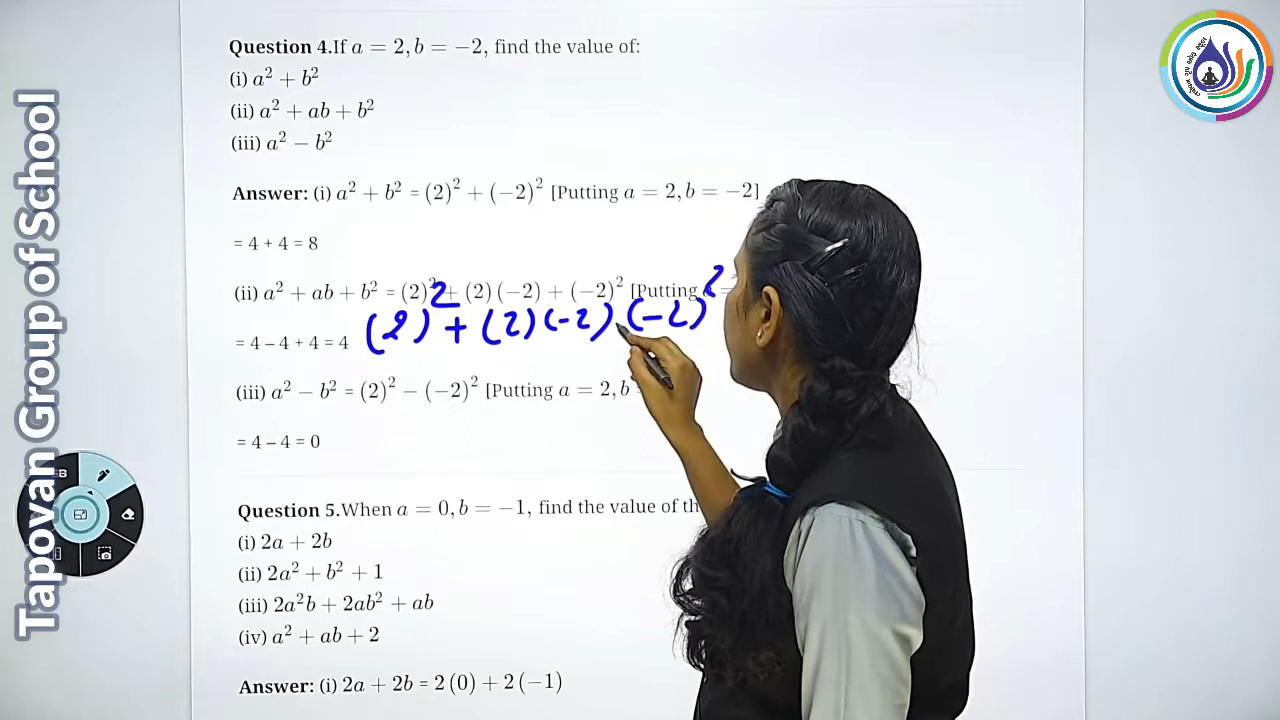 Question 4.If a = 2, b = −2, find the value of:
(i) a² + b²
(ii) a² + ab + b²
(iii) a² − b²
Answer: (i) a² + b² = (2)² + (−2)² [Putting a = 2, b = −2]
= 4 + 4 = 8
(ii) a² + ab + b² = (2)² + (2) (−2) + (−2)² [Putting
(2)² + (2) (-2) (-2)²
= 4 – 4 + 4 = 4
(iii) a² − b² = (2)² − (−2)² [Putting a = 2, b
= 4 – 4 = 0
Question 5.When a = 0, b = −1, find the value of th
(i) 2a + 2b
(ii) 2a² + b² + 1
(iii) 2a²b + 2ab² + ab
(iv) a² + ab + 2
Answer: (i) 2a + 2b = 2 (0) + 2 (−1)
Tapovan Group of School